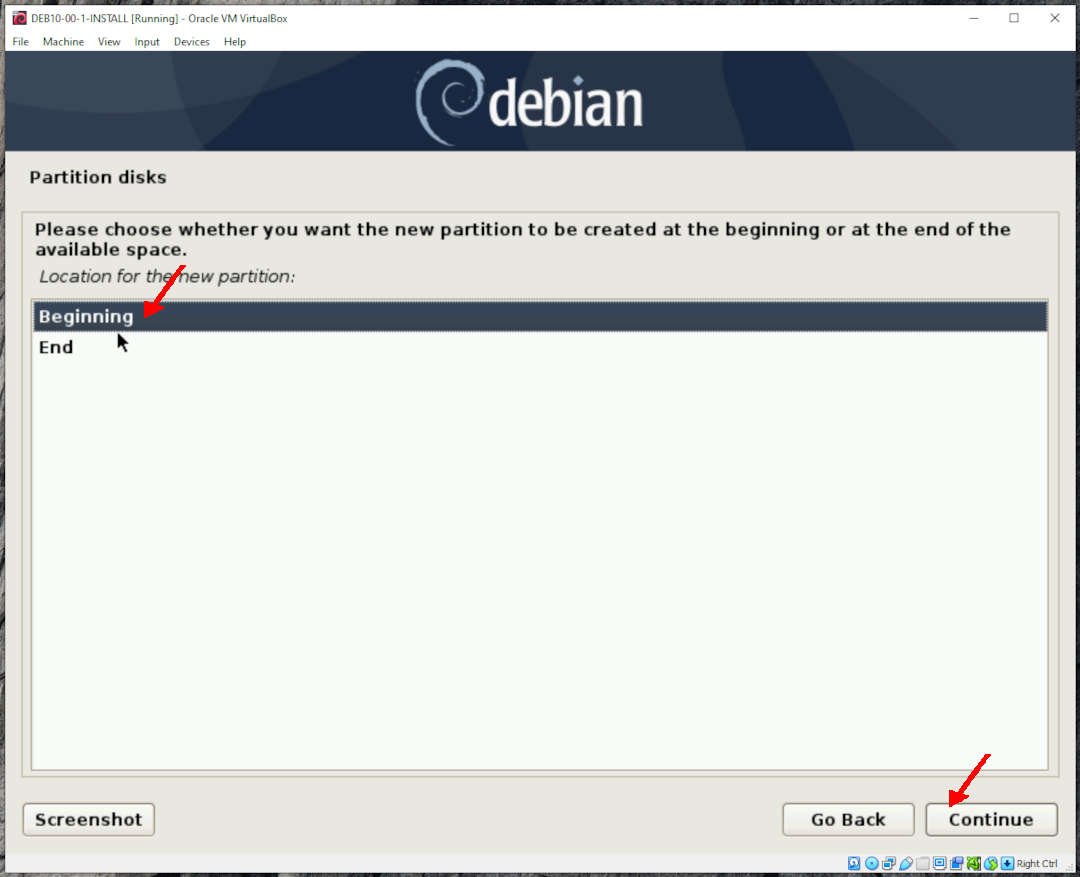 DEB10-00-1-INSTALL [Running] - Oracle VM VirtualBox
File Machine View Input Devices Help
debian
Partition disks
Please choose whether you want the new partition to be created at the beginning or at the end of the
available space.
Location for the new partition:
Beginning
End
Screenshot
Go Back
Continue
Right Ctrl